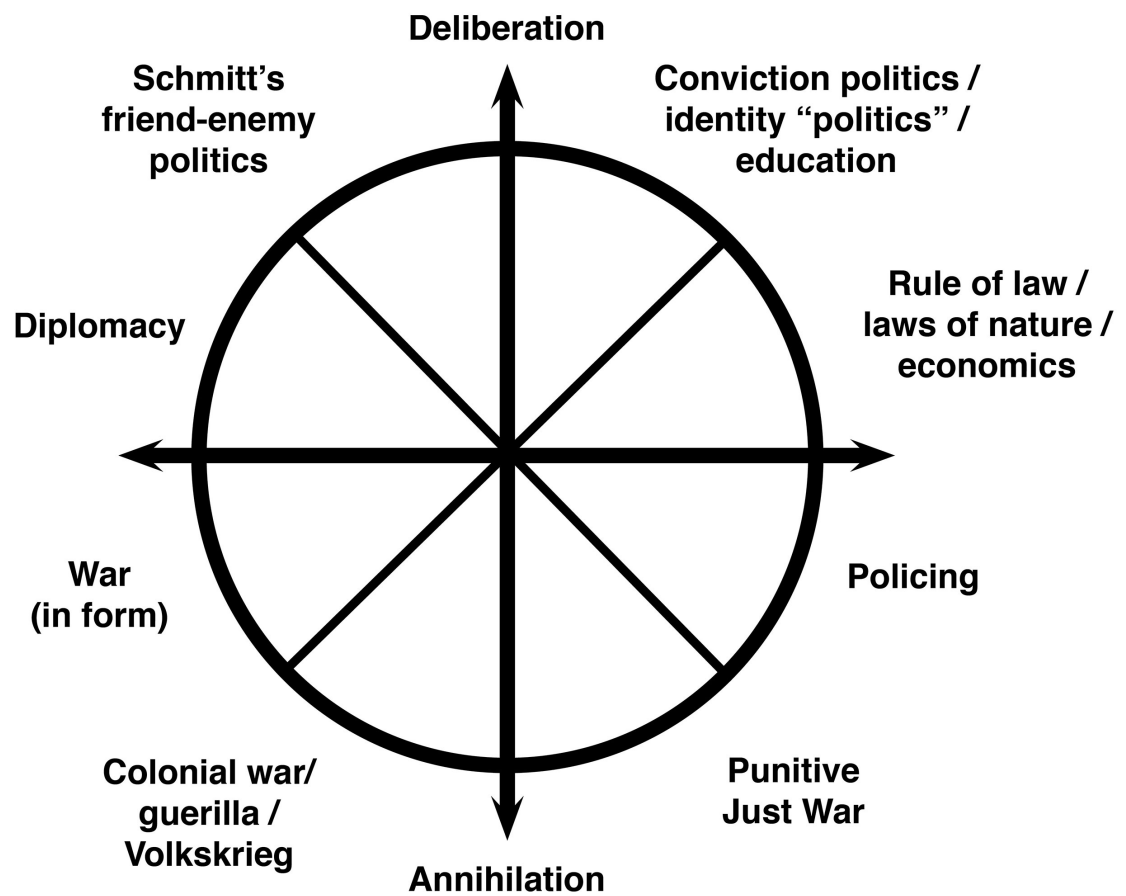 Deliberation
Schmitt’s
friend-enemy
politics
Conviction politics /
identity “politics” /
education
Diplomacy
Rule of law /
laws of nature /
economics
War
(in form)
Policing
Colonial war/
guerilla /
Volkskrieg
Punitive
Just War
Annihilation